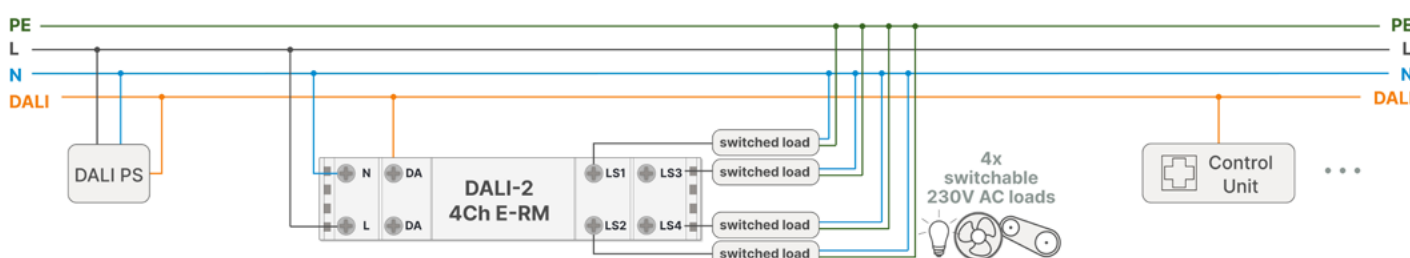 PE
PE
L
L
N
N
DALI
DALI
DALI PS
N
DA
L
DA
DALI-2
4Ch E-RM
LS1
LS3
LS2
LS4
switched load
switched load
switched load
switched load
4x
switchable
230V AC loads
Control
Unit